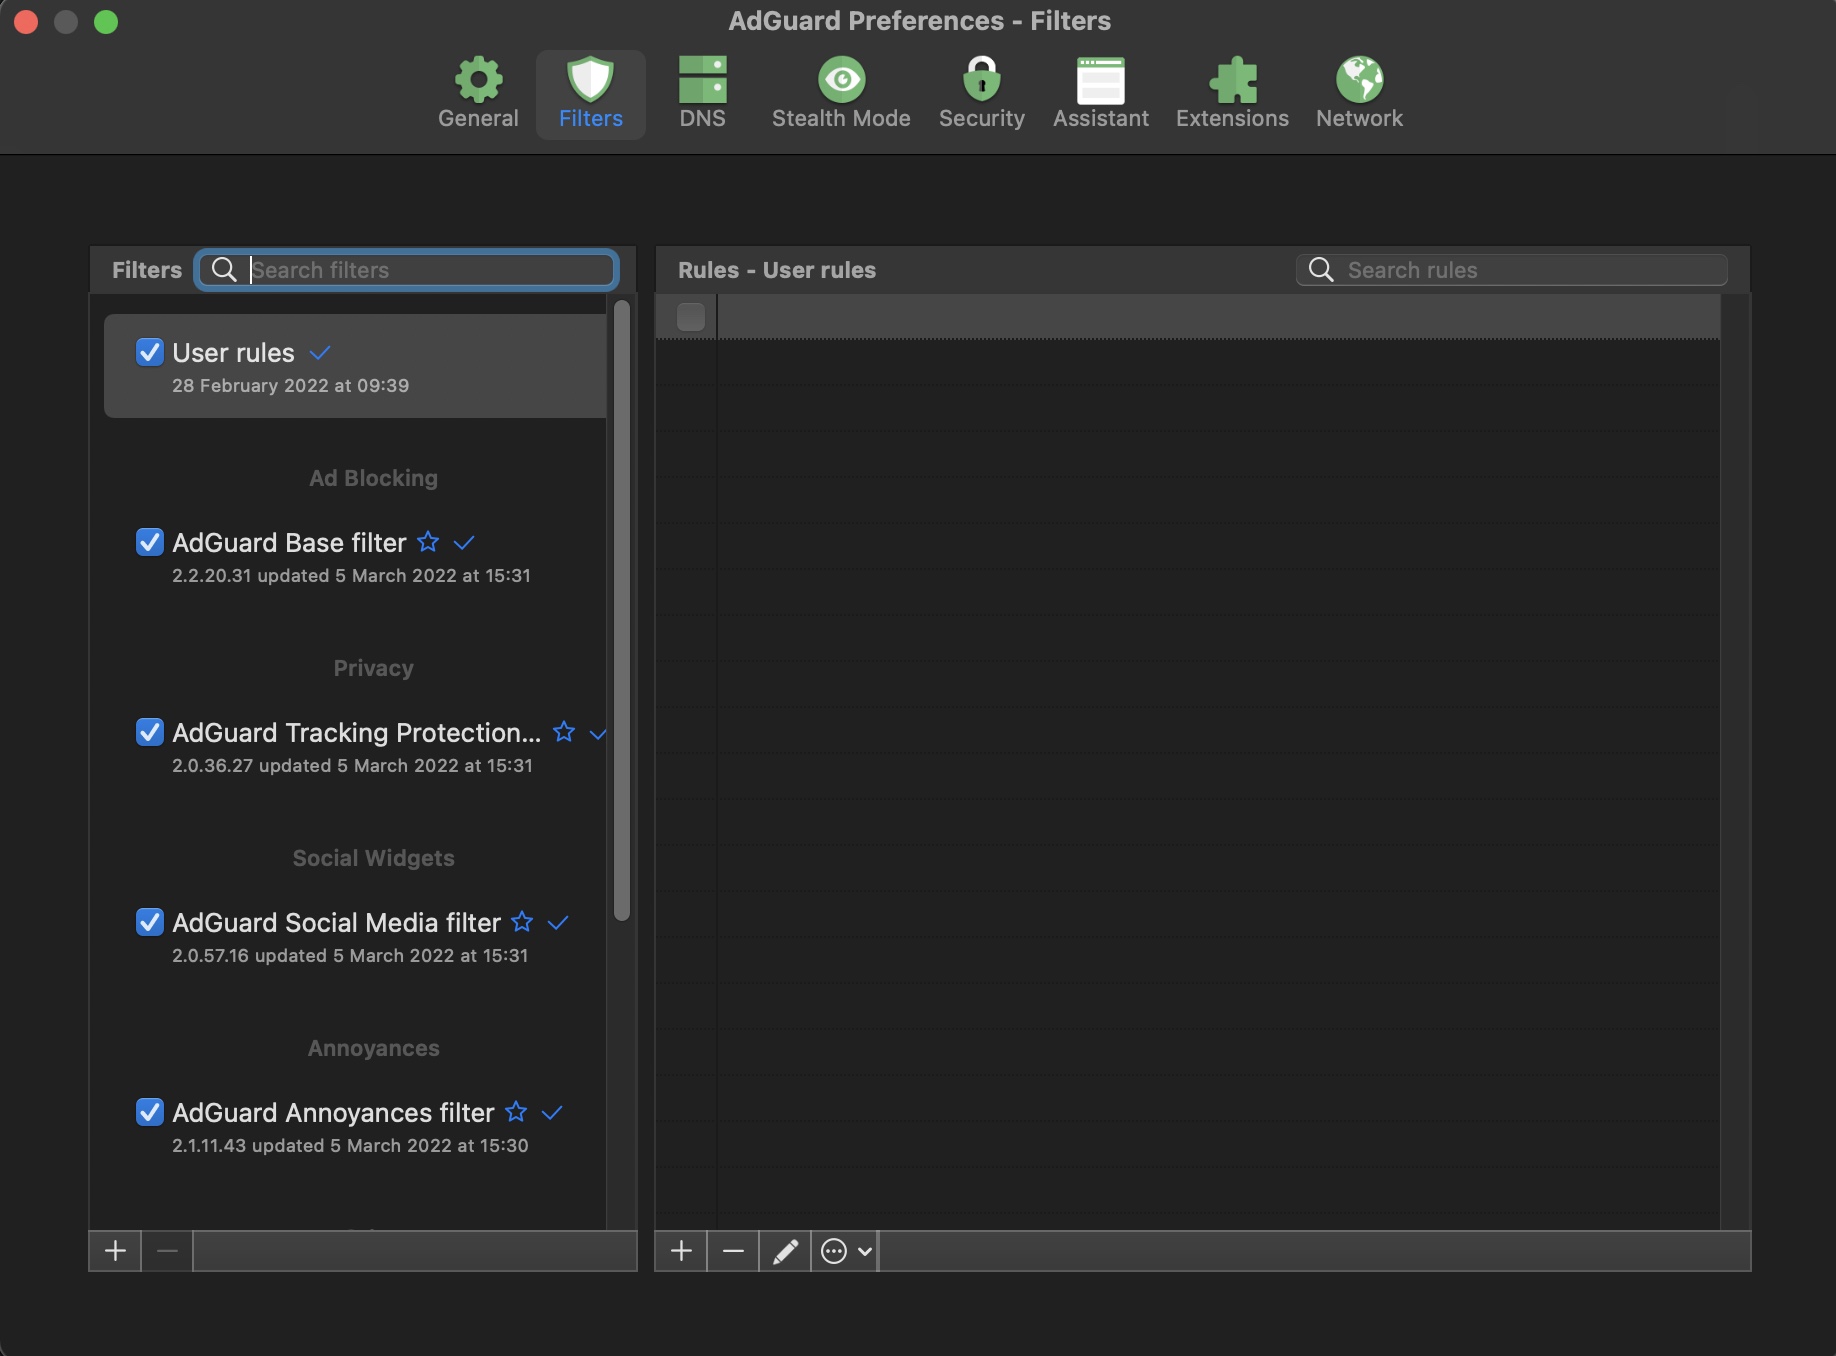 AdGuard Preferences - Filters
General
Filters
DNS
Stealth Mode
Security
Assistant
Extensions
Network
Filters
Search filters
User rules
28 February 2022 at 09:39
Ad Blocking
AdGuard Base filter
2.2.20.31 updated 5 March 2022 at 15:31
Privacy
AdGuard Tracking Protection...
2.0.36.27 updated 5 March 2022 at 15:31
Social Widgets
AdGuard Social Media filter
2.0.57.16 updated 5 March 2022 at 15:31
Annoyances
AdGuard Annoyances filter
2.1.11.43 updated 5 March 2022 at 15:30
Rules - User rules
Search rules